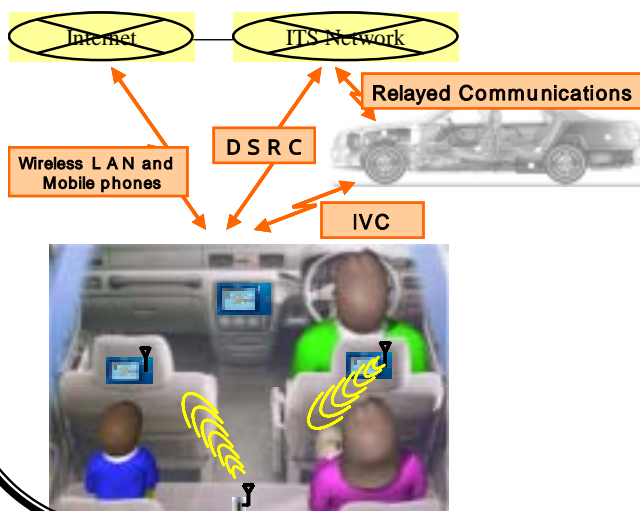 Internet
ITS Network
Relayed Communications
D S R C
Wireless L A N and
Mobile phones
IVC